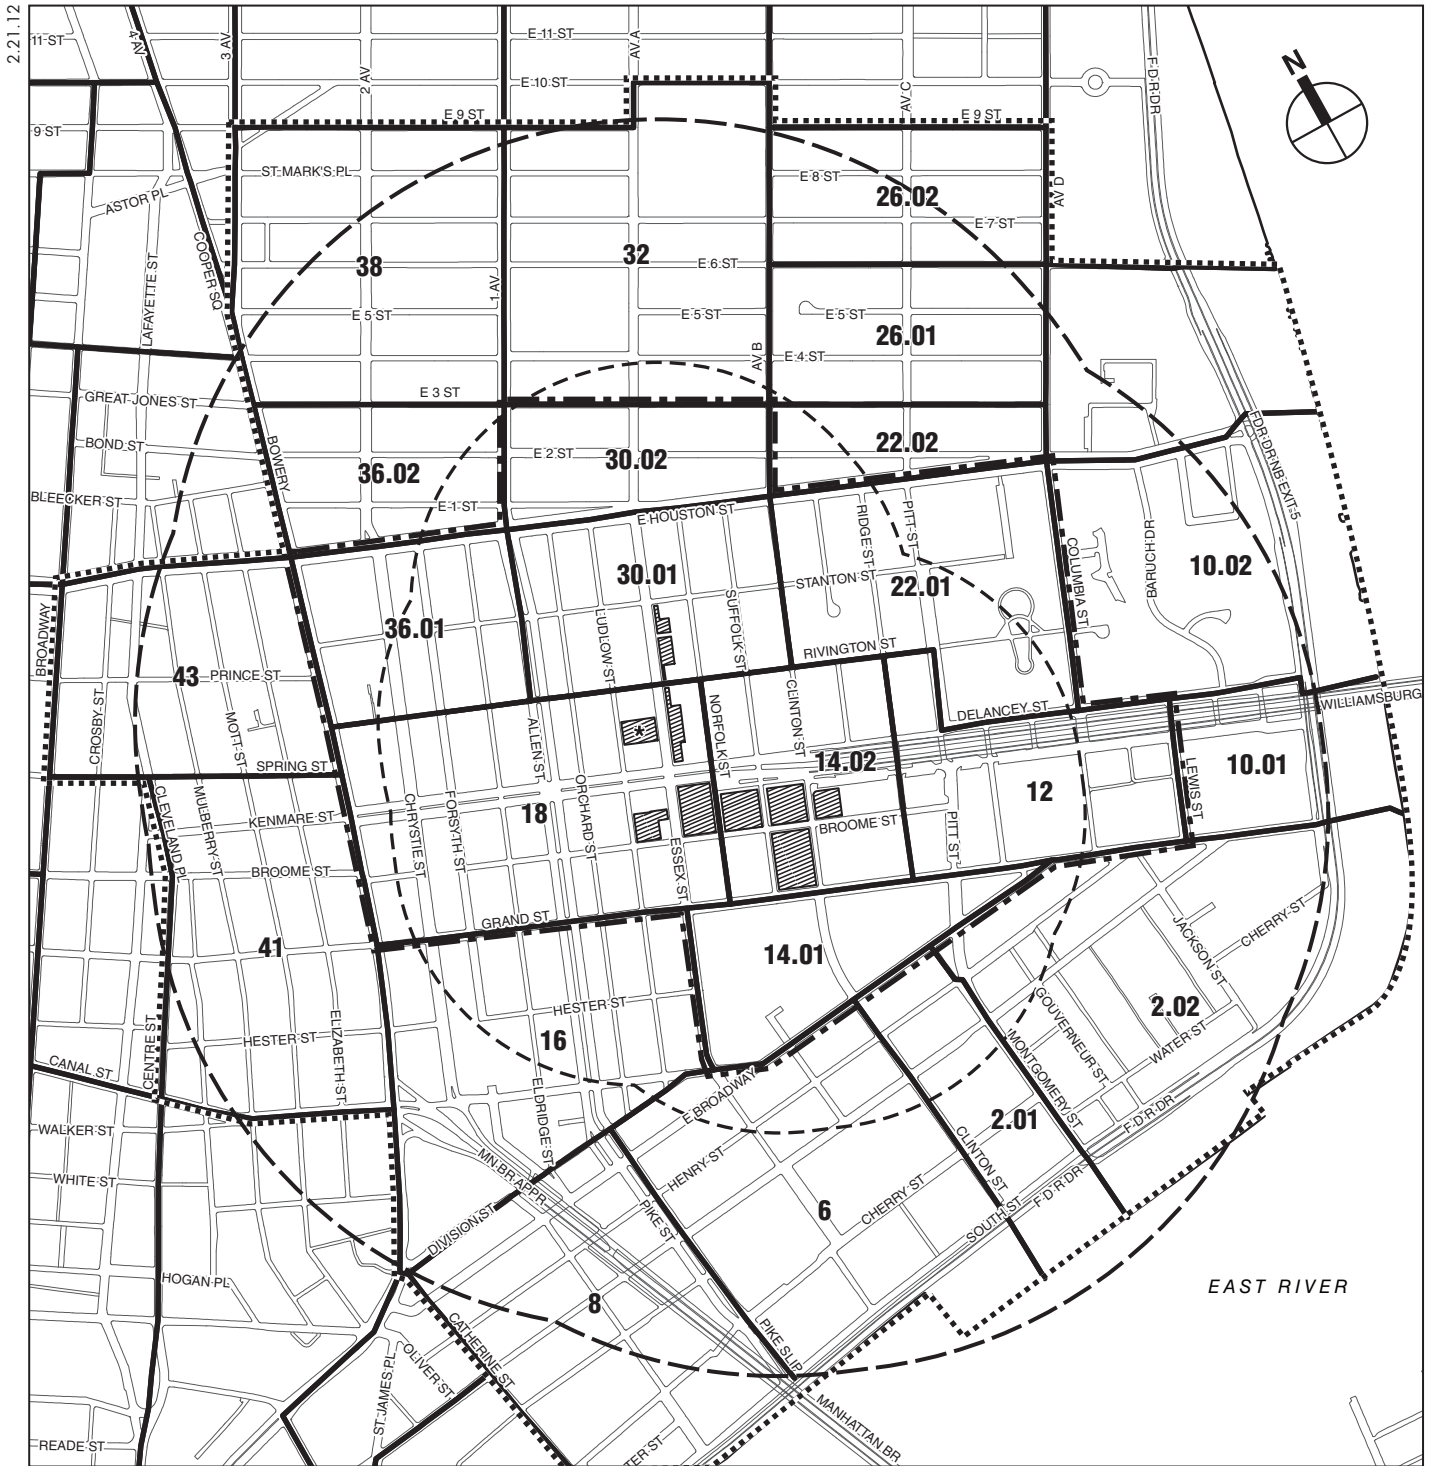 2.21.12
11 ST
4 AV
3 AV
2 AV
E 11 ST
AV A
E 10 ST
AV C
F D R DR
N
9 ST
E 9 ST
E 9 ST
ST MARK'S PL
E 8 ST
26.02
AV D
ASTOR PL
E 7 ST
COOPER SQ
LAFAYETTE ST
38
32
E 6 ST
1 AV
E 5 ST
E 5 ST
E 5 ST
26.01
AV B
E 4 ST
E 3 ST
GREAT JONES ST
BOND ST
BOWERY
22.02
E 2 ST
30.02
36.02
BLEECKER ST
E 1 ST
E HOUSTON ST
RIDGE ST
PITT ST
FDR DR NB EXIT 5
COLUMBIA ST
BARUCH DR
10.02
30.01
STANTON ST
22.01
BROADWAY
36.01
LUDLOW ST
SUFFOLK ST
RIVINGTON ST
43
PRINCE ST
CROSBY ST
MOTT ST
ALLEN ST
*
NORFOLK ST
CLINTON ST
DELANCEY ST
WILLIAMSBURG
SPRING ST
14.02
10.01
CLEVELAND PL
MULBERRY ST
KENMARE ST
CHRYSTIE ST
FORSYTH ST
18
ORCHARD ST
12
LEWIS ST
BROOME ST
PITT ST
BROOME ST
ESSEX ST
GRAND ST
41
14.01
JACKSON ST
CHERRY ST
HESTER ST
GOUVERNEUR ST
2.02
CENTRE ST
HESTER ST
ELIZABETH ST
16
MONTGOMERY ST
WATER ST
CANAL ST
ELDRIDGE ST
E BROADWAY
F D R DR
WALKER ST
2.01
WHITE ST
MN BR APPR
HENRY ST
CLINTON ST
DIVISION ST
PIKE ST
6
CHERRY ST
SOUTH ST
F D R DR
HOGAN PL
8
EAST RIVER
CATHERINE ST
PIKE SLIP
OLIVER ST
ST JAMES PL
MANHATTAN BR
READE ST
TER ST